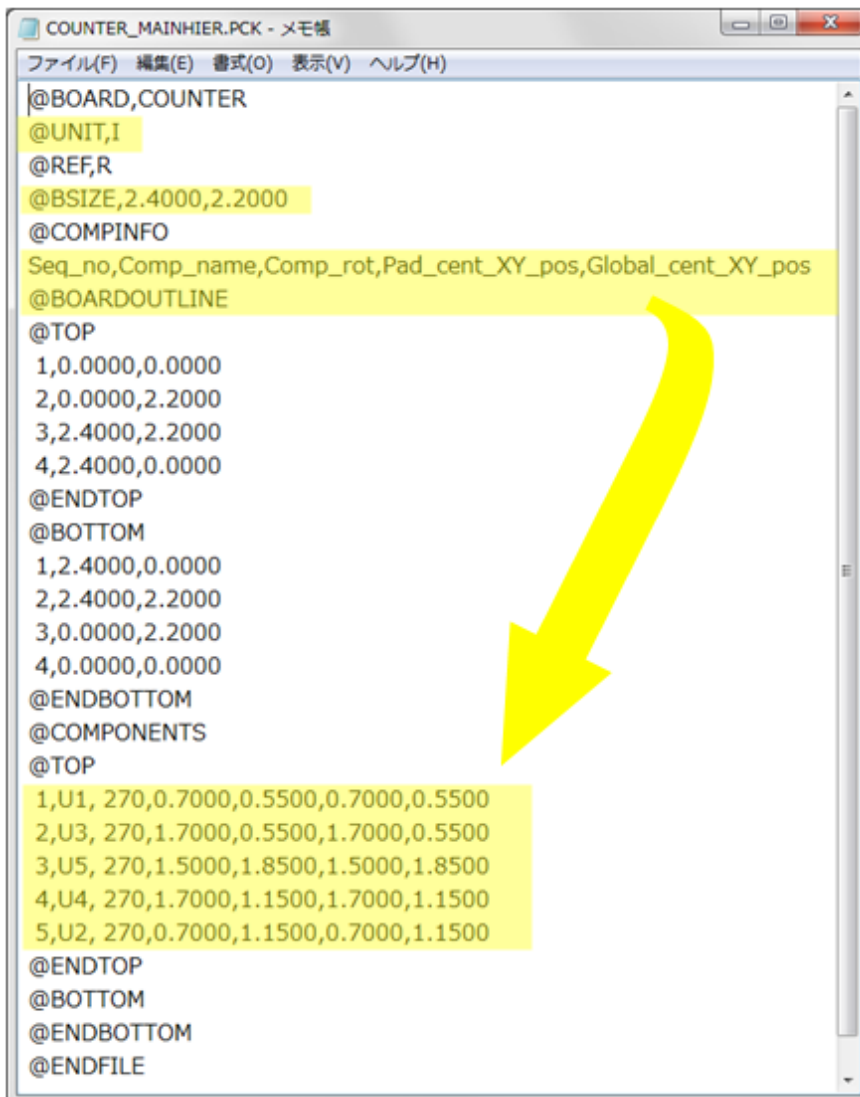 COUNTER_MAINHIER.PCK - メモ帳
ファイル(F) 編集(E) 書式(O) 表示(V) ヘルプ(H)
@BOARD,COUNTER
@UNIT,I
@REF,R
@BSIZE,2.4000,2.2000
@COMPINFO
Seq_no,Comp_name,Comp_rot,Pad_cent_XY_pos,Global_cent_XY_pos
@BOARDOUTLINE
@TOP
1,0.0000,0.0000
2,0.0000,2.2000
3,2.4000,2.2000
4,2.4000,0.0000
@ENDTOP
@BOTTOM
1,2.4000,0.0000
2,2.4000,2.2000
3,0.0000,2.2000
4,0.0000,0.0000
@ENDBOTTOM
@COMPONENTS
@TOP
1,U1, 270,0.7000,0.5500,0.7000,0.5500
2,U3, 270,1.7000,0.5500,1.7000,0.5500
3,U5, 270,1.5000,1.8500,1.5000,1.8500
4,U4, 270,1.7000,1.1500,1.7000,1.1500
5,U2, 270,0.7000,1.1500,0.7000,1.1500
@ENDTOP
@BOTTOM
@ENDBOTTOM
@ENDFILE